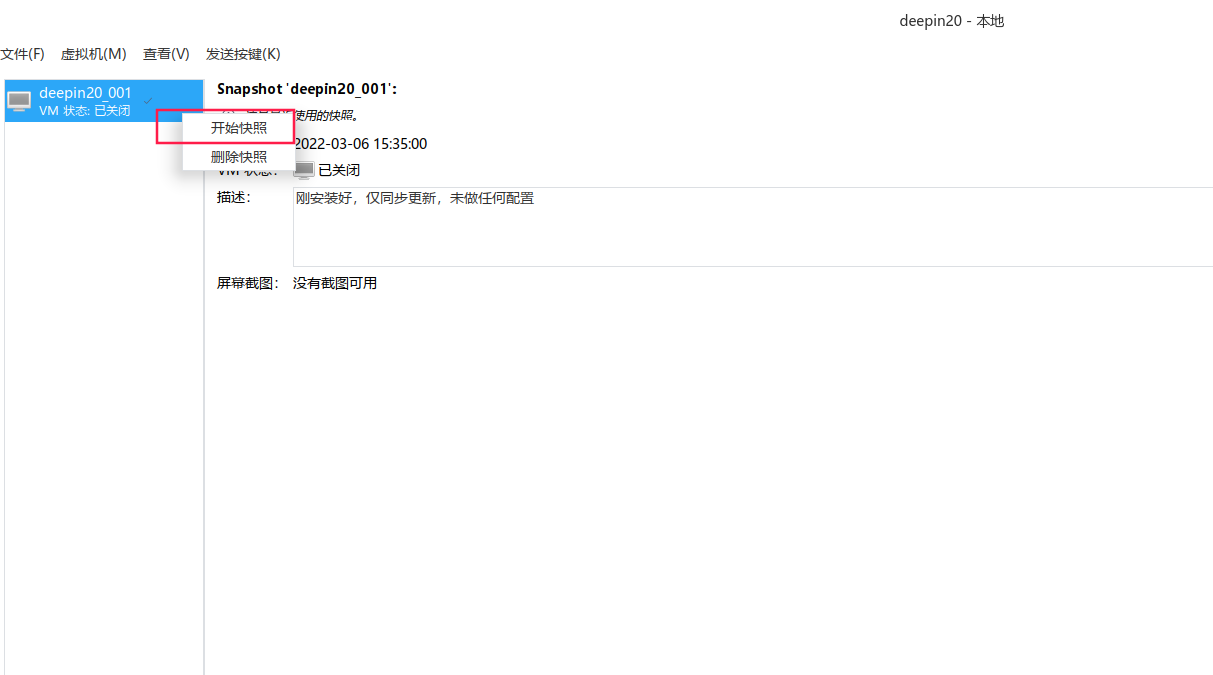 deepin20 - 本地
文件(F) 虚拟机(M) 查看(V) 发送按键(K)
deepin20_001
VM 状态: 已关闭
开始快照
删除快照
Snapshot 'deepin20_001':
使用的快照。
2022-03-06 15:35:00
VM 状态: 已关闭
描述: 刚安装好，仅同步更新，未做任何配置
屏幕截图: 没有截图可用